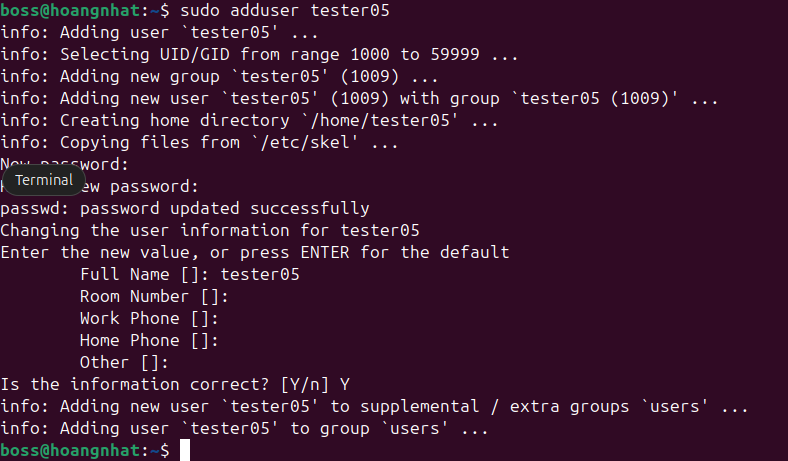 boss@hoangnhat:~$ sudo adduser tester05
info: Adding user `tester05' ...
info: Selecting UID/GID from range 1000 to 59999 ...
info: Adding new group `tester05' (1009) ...
info: Adding new user `tester05' (1009) with group `tester05 (1009)' ...
info: Creating home directory `/home/tester05' ...
info: Copying files from `/etc/skel' ...
New password:
Terminal
new password:
passwd: password updated successfully
Changing the user information for tester05
Enter the new value, or press ENTER for the default
Full Name []: tester05
Room Number []:
Work Phone []:
Home Phone []:
Other []:
Is the information correct? [Y/n] Y
info: Adding new user `tester05' to supplemental / extra groups `users' ...
info: Adding user `tester05' to group `users' ...
boss@hoangnhat:~$